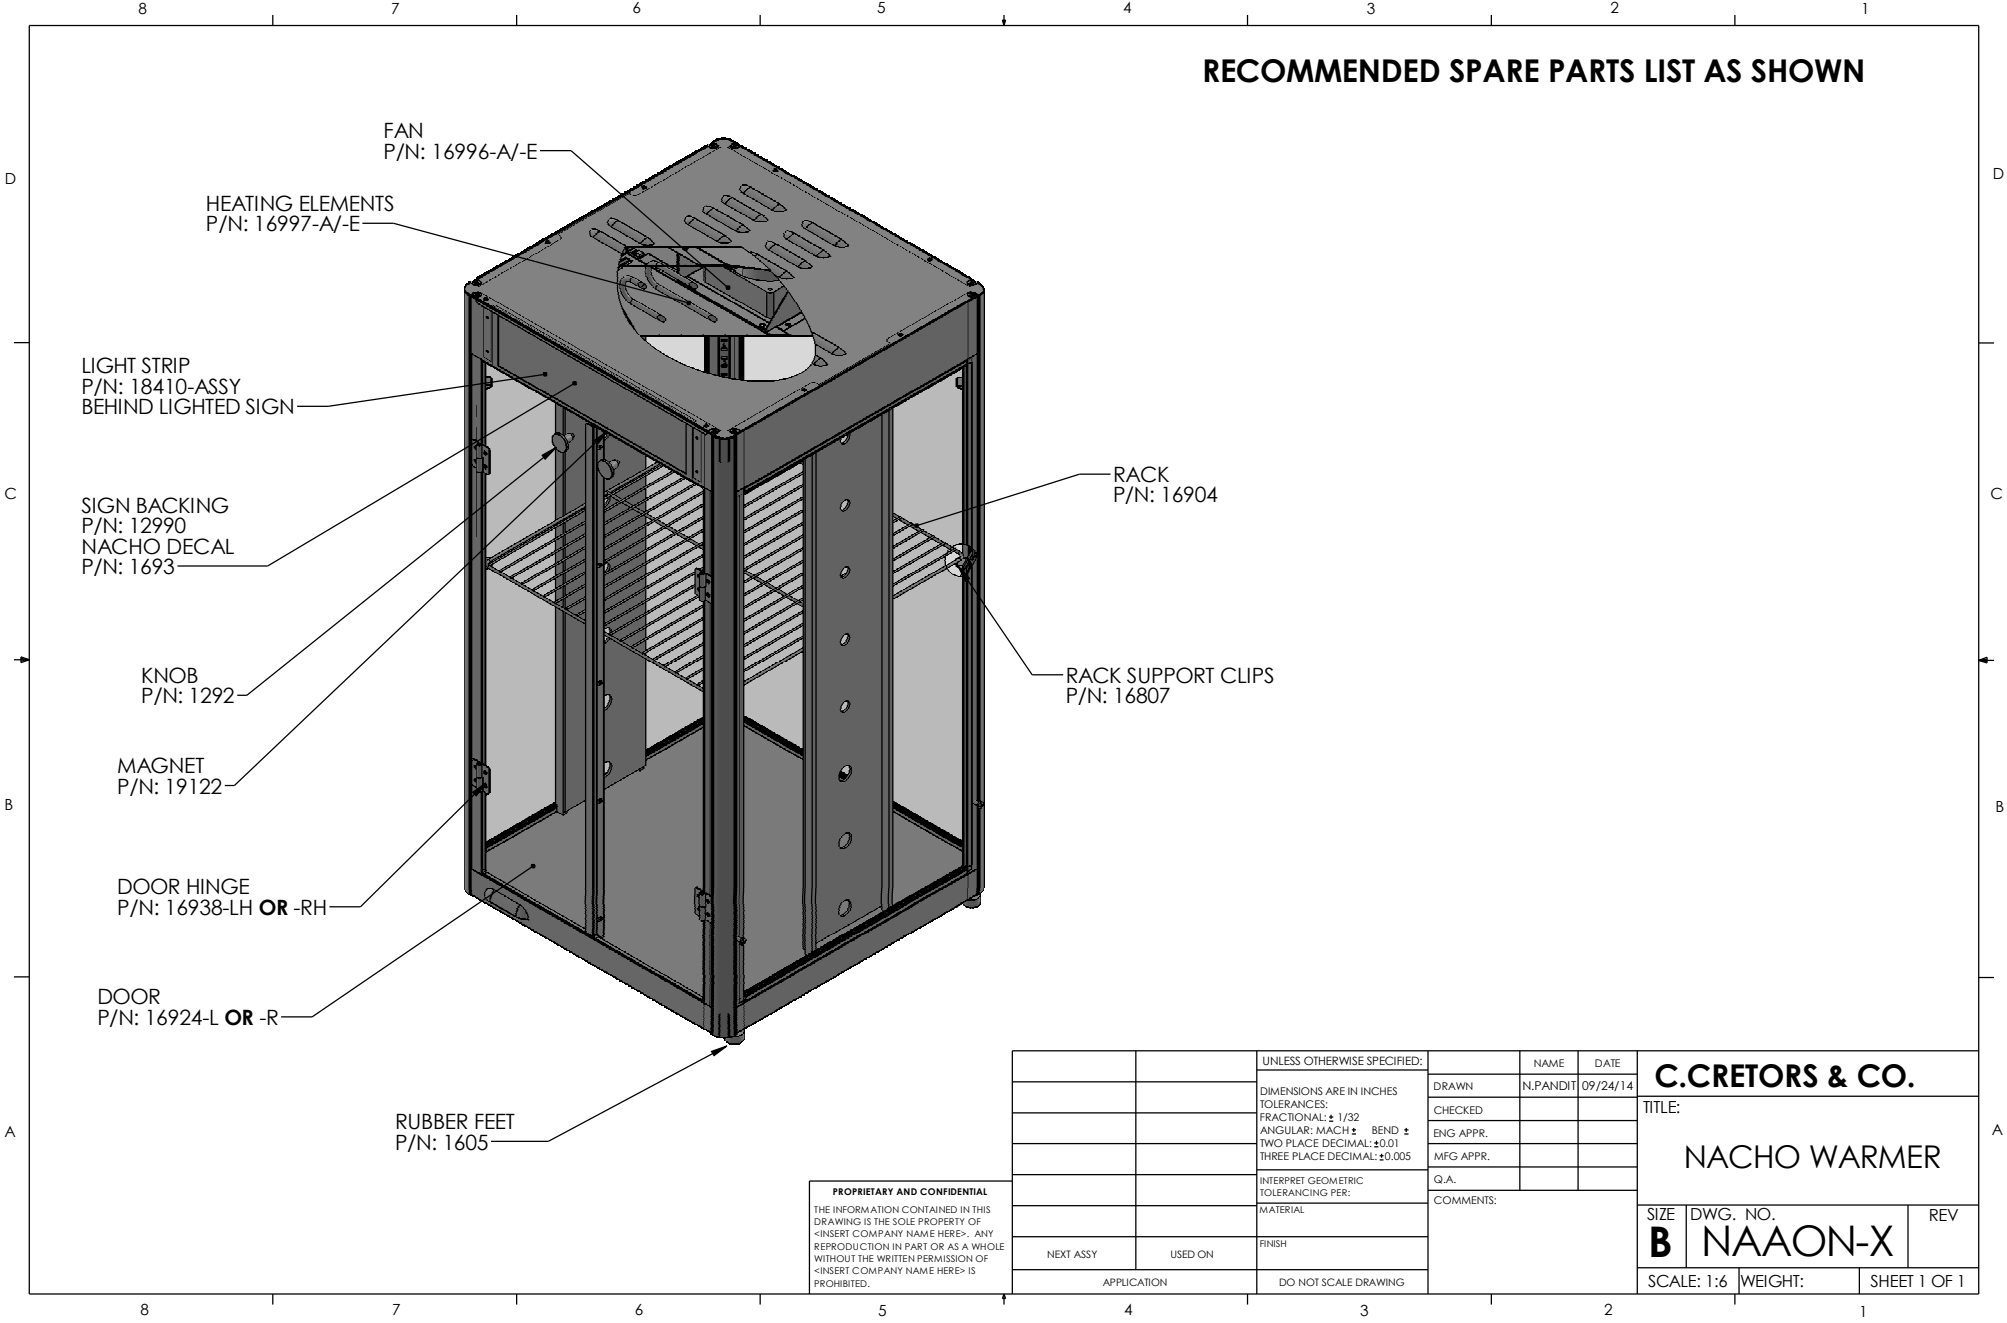 8 7 6 5 4 3 2 1
RECOMMENDED SPARE PARTS LIST AS SHOWN
FAN
P/N: 16996-A/-E
D D
HEATING ELEMENTS
P/N: 16997-A/-E
LIGHT STRIP
P/N: 18410-ASSY
BEHIND LIGHTED SIGN
RACK
P/N: 16904
C C
SIGN BACKING
P/N: 12990
NACHO DECAL
P/N: 1693
KNOB
P/N: 1292
RACK SUPPORT CLIPS
P/N: 16807
MAGNET
P/N: 19122
B B
DOOR HINGE
P/N: 16938-LH OR -RH
DOOR
P/N: 16924-L OR -R
RUBBER FEET
P/N: 1605
A A
PROPRIETARY AND CONFIDENTIAL
THE INFORMATION CONTAINED IN THIS
DRAWING IS THE SOLE PROPERTY OF
<INSERT COMPANY NAME HERE>. ANY
REPRODUCTION IN PART OR AS A WHOLE
WITHOUT THE WRITTEN PERMISSION OF
<INSERT COMPANY NAME HERE> IS
PROHIBITED.
NEXT ASSY USED ON
APPLICATION
UNLESS OTHERWISE SPECIFIED:
DIMENSIONS ARE IN INCHES
TOLERANCES:
FRACTIONAL: ± 1/32
ANGULAR: MACH ± BEND ±
TWO PLACE DECIMAL: ±0.01
THREE PLACE DECIMAL: ±0.005
INTERPRET GEOMETRIC
TOLERANCING PER:
MATERIAL
FINISH
DO NOT SCALE DRAWING
NAME DATE
DRAWN N.PANDIT 09/24/14
CHECKED
ENG APPR.
MFG APPR.
Q.A.
COMMENTS:
C.CRETORS & CO.
TITLE:
NACHO WARMER
SIZE DWG. NO. REV
B NAAON-X
SCALE: 1:6 WEIGHT: SHEET 1 OF 1
8 7 6 5 4 3 2 1